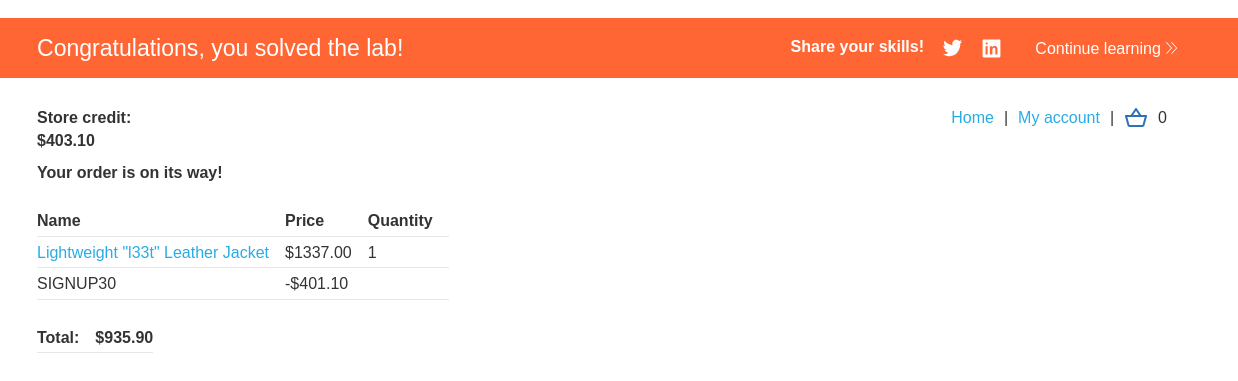 Congratulations, you solved the lab!
Share your skills!
Continue learning
Store credit:
$403.10
Home | My account | 0
Your order is on its way!
Name Price Quantity
Lightweight "l33t" Leather Jacket $1337.00 1
SIGNUP30 -$401.10
Total: $935.90